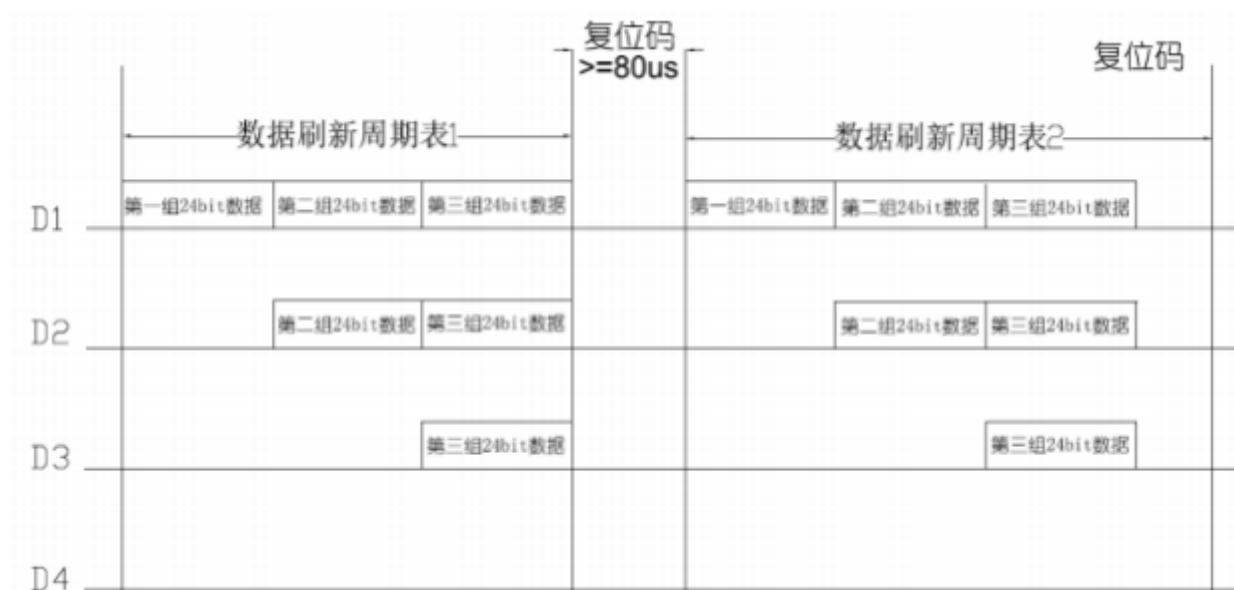 复位码
>=80us
复位码
数据刷新周期表1
数据刷新周期表2
D1
第一组24bit数据
第二组24bit数据
第三组24bit数据
第一组24bit数据
第二组24bit数据
第三组24bit数据
D2
第二组24bit数据
第三组24bit数据
第二组24bit数据
第三组24bit数据
D3
第三组24bit数据
第三组24bit数据
D4